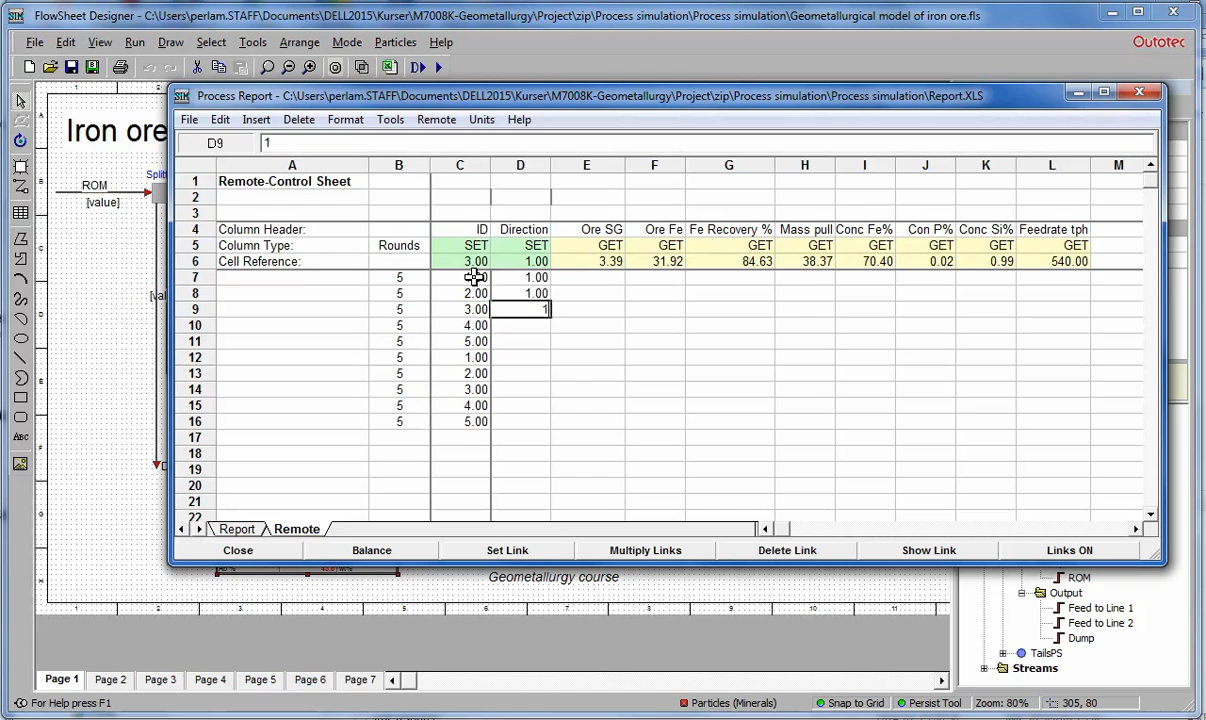 FlowSheet Designer - C:\Users\perlam.STAFF\Documents\DELL2015\Kurser\M7008K-Geometallurgy\Project\zip\Process simulation\Process simulation\Geometallurgical model of iron ore.fls
File Edit View Run Draw Select Tools Arrange Mode Particles Help
Outotec
Iron ore
Split
ROM
[value]
Process Report - C:\Users\perlam.STAFF\Documents\DELL2015\Kurser\M7008K-Geometallurgy\Project\zip\Process simulation\Process simulation\Report.XLS
File Edit Insert Delete Format Tools Remote Units Help
D9 1
A B C D E F G H I J K L M
1 Remote-Control Sheet
2
3
4 Column Header: ID Direction Ore SG Ore Fe Fe Recovery % Mass pull Conc Fe% Con P% Conc Si% Feedrate tph
5 Column Type: Rounds SET SET GET GET GET GET GET GET GET GET
6 Cell Reference: 3.00 1.00 3.39 31.92 84.63 38.37 70.40 0.02 0.99 540.00
7 5 1.00
8 5 2.00 1.00
9 5 3.00 1
10 5 4.00
11 5 5.00
12 5 1.00
13 5 2.00
14 5 3.00
15 5 4.00
16 5 5.00
17
18
19
20
21
22
Report Remote
Close Balance Set Link Multiply Links Delete Link Show Link Links ON
Geometallurgy course
ROM
Output
Feed to Line 1
Feed to Line 2
Dump
TailsPS
Streams
1 2 3 4 5 6 7 8 9 10 11
Page 1 Page 2 Page 3 Page 4 Page 5 Page 6 Page 7
For Help press F1 Particles (Minerals) Snap to Grid Persist Tool Zoom: 80% 305, 80